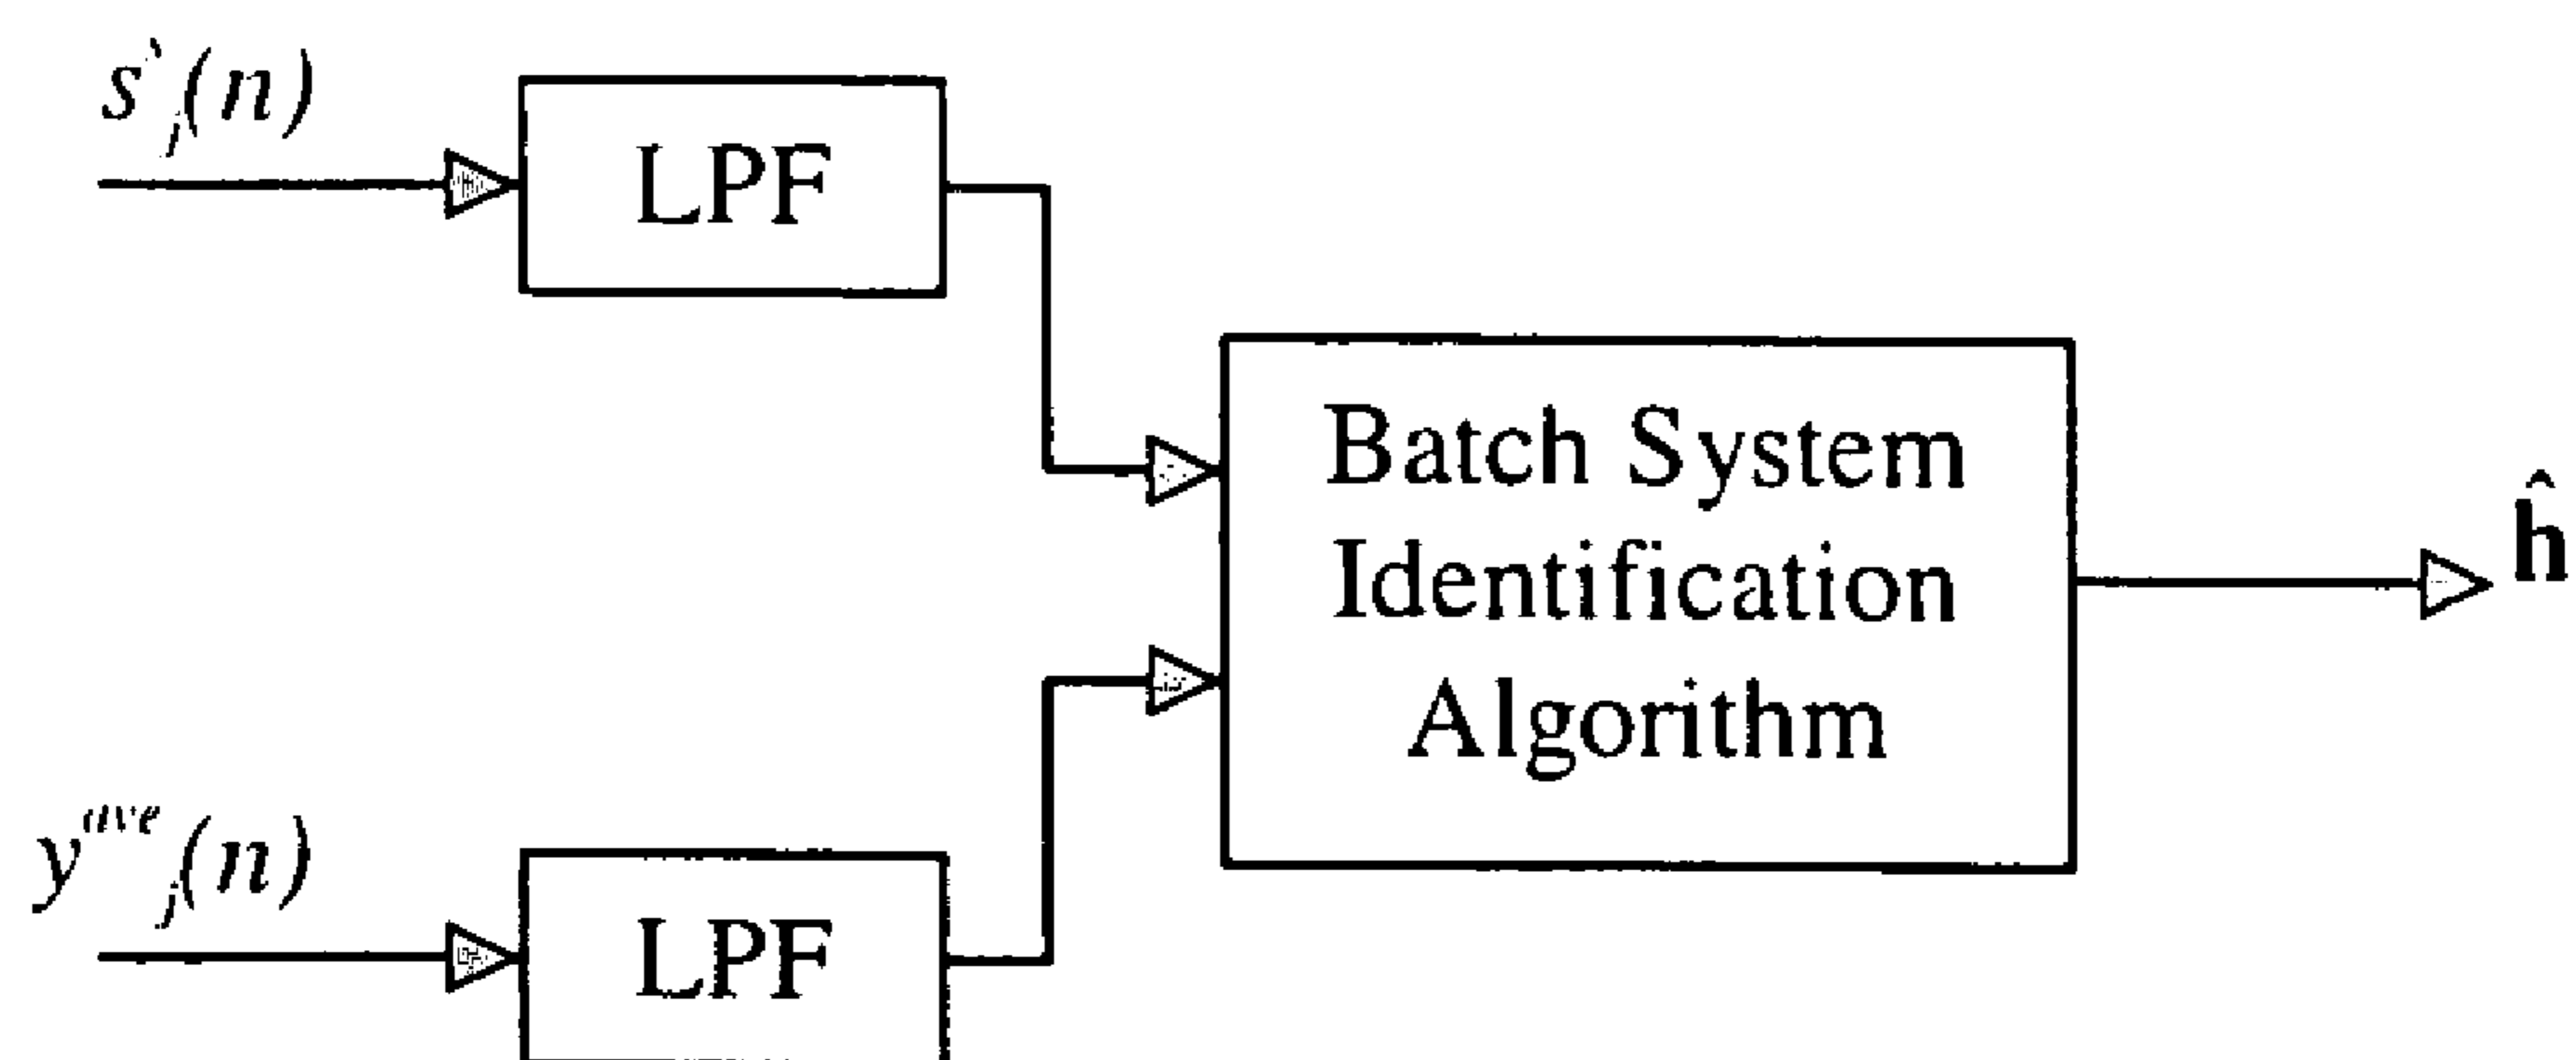 s`j(n)
LPF
Batch System
Identification
Algorithm
ĥ
y^ave j(n)
LPF